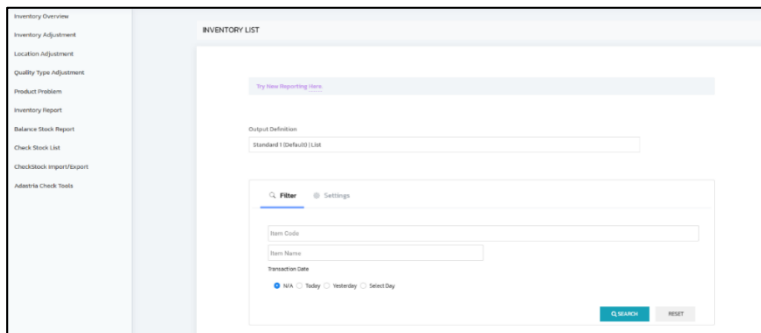 Inventory Overview
Inventory Adjustment
Location Adjustment
Quality Type Adjustment
Product Problem
Inventory Report
Balance Stock Report
Check Stock List
CheckStock Import/Export
Adastria Check Tools
INVENTORY LIST
Try New Reporting Here.
Output Definition
Standard 1 (Default) | List
Filter Settings
Item Code
Item Name
Transaction Date
N/A Today Yesterday Select Day
SEARCH RESET